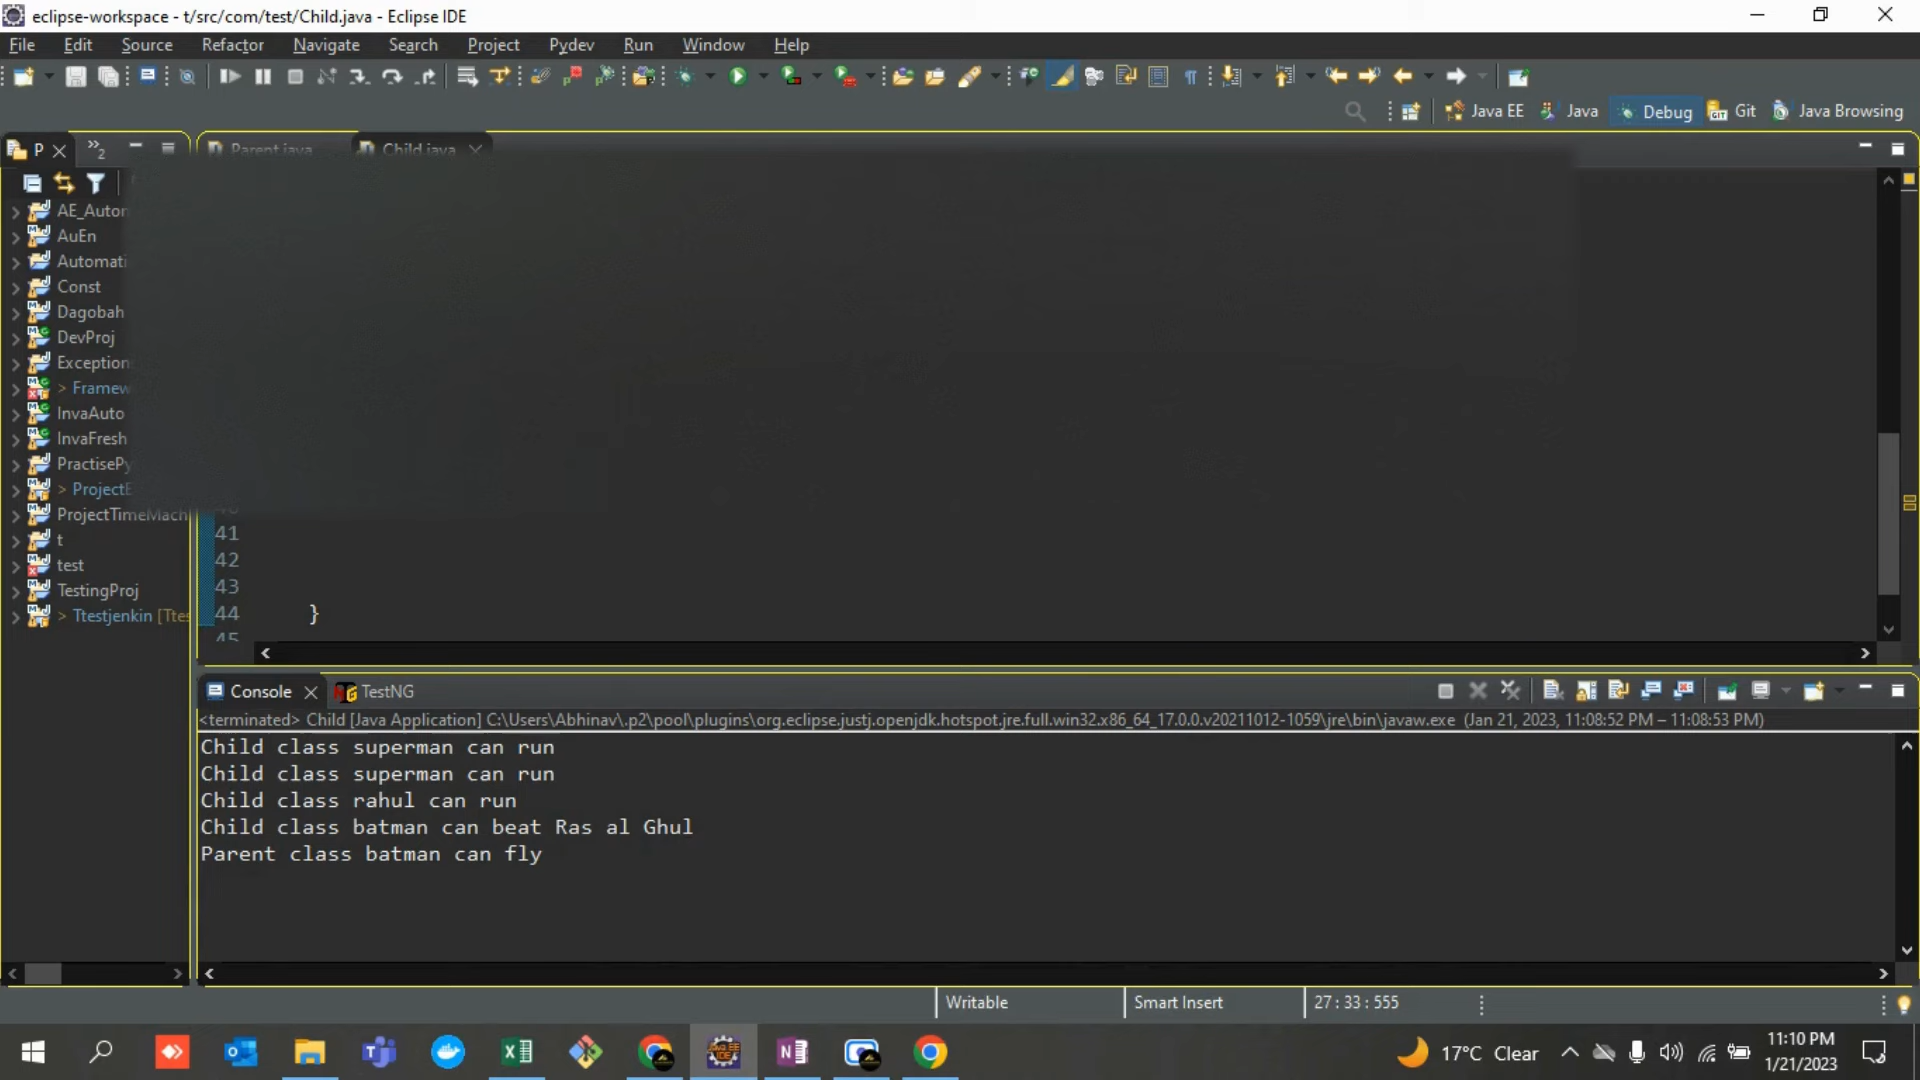 eclipse-workspace - t/src/com/test/Child.java - Eclipse IDE
File Edit Source Refactor Navigate Search Project Pydev Run Window Help
Java EE Java Debug Git Java Browsing
P 2 Parent.java Child.java
AE_Autor
AuEn
Automati
Const
Dagobah
DevProj
Exception
> Framew
InvaAuto
InvaFresh
PractisePy
> ProjectE
ProjectTimeMach
t
test
TestingProj
> Ttestjenkin [Ttes
41
42
43
44 }
45
Console TestNG
<terminated> Child [Java Application] C:\Users\Abhinav\.p2\pool\plugins\org.eclipse.justj.openjdk.hotspot.jre.full.win32.x86_64_17.0.0.v20211012-1059\jre\bin\javaw.exe (Jan 21, 2023, 11:08:52 PM – 11:08:53 PM)
Child class superman can run
Child class superman can run
Child class rahul can run
Child class batman can beat Ras al Ghul
Parent class batman can fly
Writable Smart Insert 27 : 33 : 555
17°C Clear
11:10 PM
1/21/2023